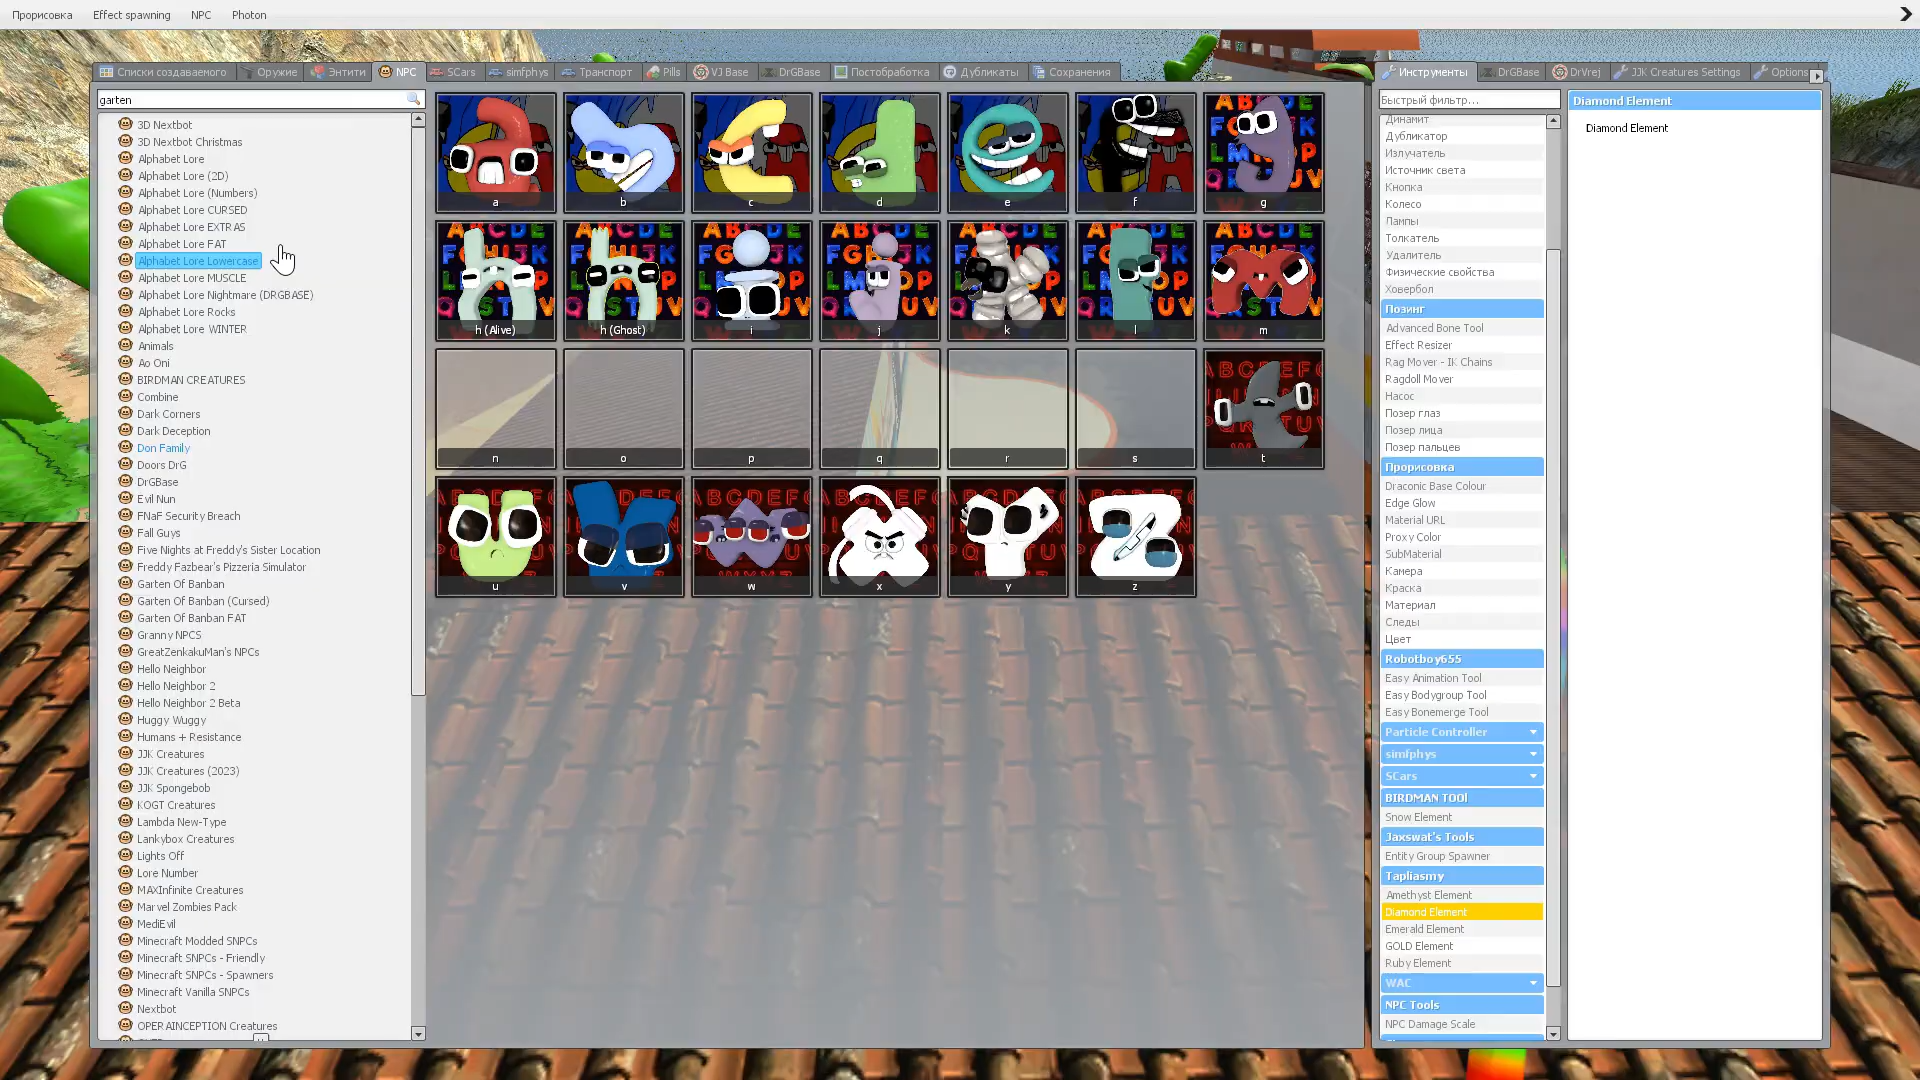 Прорисовка
Effect spawning
NPC
Photon
Списки создаваемого
Оружие
Энтити
NPC
SCars
simfphys
Транспорт
Pills
VJ Base
DrGBase
Постобработка
Дубликаты
Сохранения
garten
3D Nextbot
3D Nextbot Christmas
Alphabet Lore
Alphabet Lore (2D)
Alphabet Lore (Numbers)
Alphabet Lore CURSED
Alphabet Lore EXTRAS
Alphabet Lore FAT
Alphabet Lore Lowercase
Alphabet Lore MUSCLE
Alphabet Lore Nightmare (DRGBASE)
Alphabet Lore Rocks
Alphabet Lore WINTER
Animals
Ao Oni
BIRDMAN CREATURES
Combine
Dark Corners
Dark Deception
Don Family
Doors DrG
DrGBase
Evil Nun
FNaF Security Breach
Fall Guys
Five Nights at Freddy's Sister Location
Freddy Fazbear's Pizzeria Simulator
Garten Of Banban
Garten Of Banban (Cursed)
Garten Of Banban FAT
Granny NPCS
GreatZenkakuMan's NPCs
Hello Neighbor
Hello Neighbor 2
Hello Neighbor 2 Beta
Huggy Wuggy
Humans + Resistance
JJK Creatures
JJK Creatures (2023)
JJK Spongebob
KOGT Creatures
Lambda New-Type
Lankybox Creatures
Lights Off
Lore Number
MAXInfinite Creatures
Marvel Zombies Pack
MediEvil
Minecraft Modded SNPCs
Minecraft SNPCs - Friendly
Minecraft SNPCs - Spawners
Minecraft Vanilla SNPCs
Nextbot
OPERAINCEPTION Creatures
a
b
c
d
e
f
g
h (Alive)
h (Ghost)
i
j
k
l
m
n
o
p
q
r
s
t
u
v
w
x
y
z
Инструменты
DrGBase
DrVrej
JJK Creatures Settings
Options
Быстрый фильтр...
Динамит
Дубликатор
Излучатель
Источник света
Кнопка
Колесо
Лампы
Толкатель
Удалитель
Физические свойства
Ховербол
Позинг
Advanced Bone Tool
Effect Resizer
Rag Mover - IK Chains
Ragdoll Mover
Насос
Позер глаз
Позер лица
Позер пальцев
Прорисовка
Draconic Base Colour
Edge Glow
Material URL
Proxy Color
SubMaterial
Камера
Краска
Материал
Следы
Цвет
Robotboy655
Easy Animation Tool
Easy Bodygroup Tool
Easy Bonemerge Tool
Particle Controller
simfphys
SCars
BIRDMAN TOOl
Snow Element
Jaxswat's Tools
Entity Group Spawner
Tapliasmy
Amethyst Element
Diamond Element
Emerald Element
GOLD Element
Ruby Element
WAC
NPC Tools
NPC Damage Scale
Diamond Element
Diamond Element